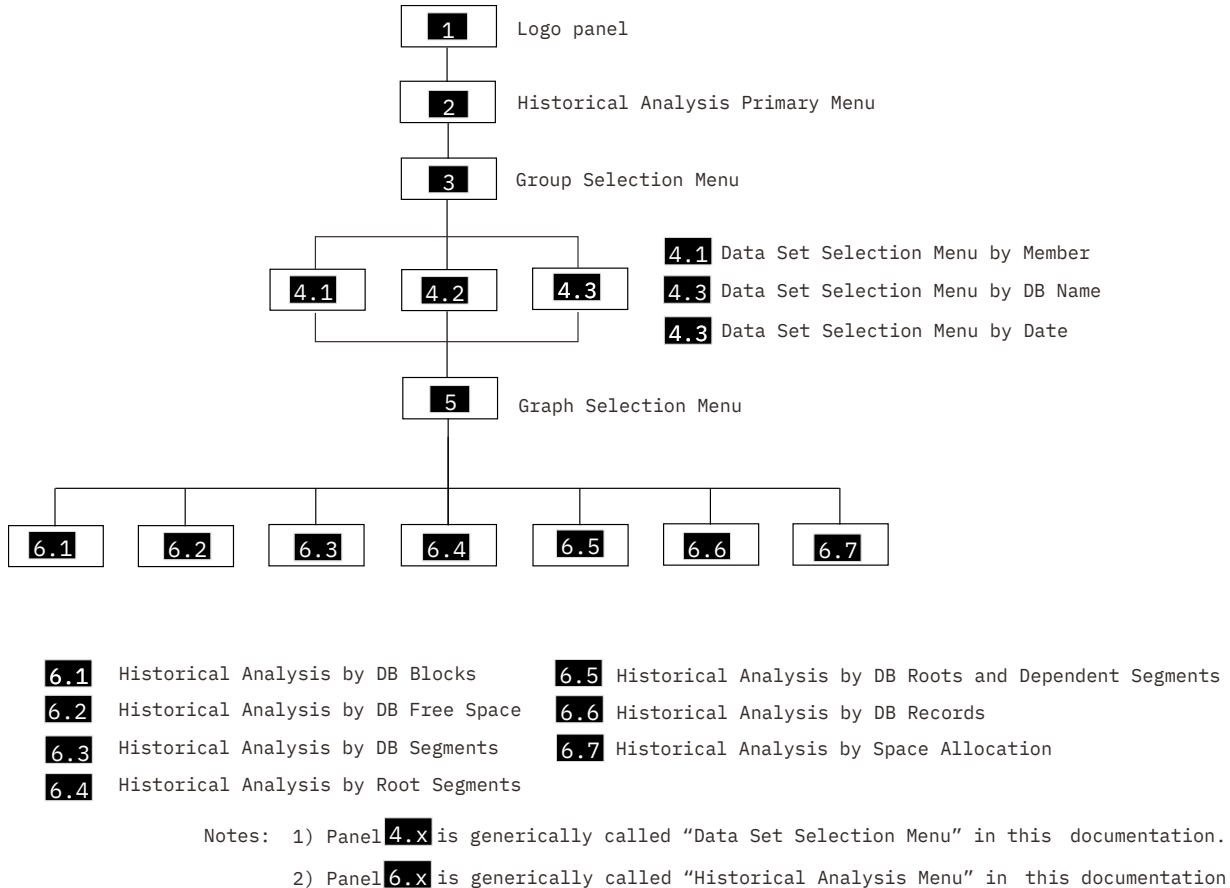 1 Logo panel
2 Historical Analysis Primary Menu
3 Group Selection Menu
4.1 4.2 4.3
4.1 Data Set Selection Menu by Member
4.3 Data Set Selection Menu by DB Name
4.3 Data Set Selection Menu by Date
5 Graph Selection Menu
6.1 6.2 6.3 6.4 6.5 6.6 6.7
6.1 Historical Analysis by DB Blocks
6.2 Historical Analysis by DB Free Space
6.3 Historical Analysis by DB Segments
6.4 Historical Analysis by Root Segments
6.5 Historical Analysis by DB Roots and Dependent Segments
6.6 Historical Analysis by DB Records
6.7 Historical Analysis by Space Allocation
Notes: 1) Panel 4.x is generically called “Data Set Selection Menu” in this documentation.
2) Panel 6.x is generically called “Historical Analysis Menu” in this documentation